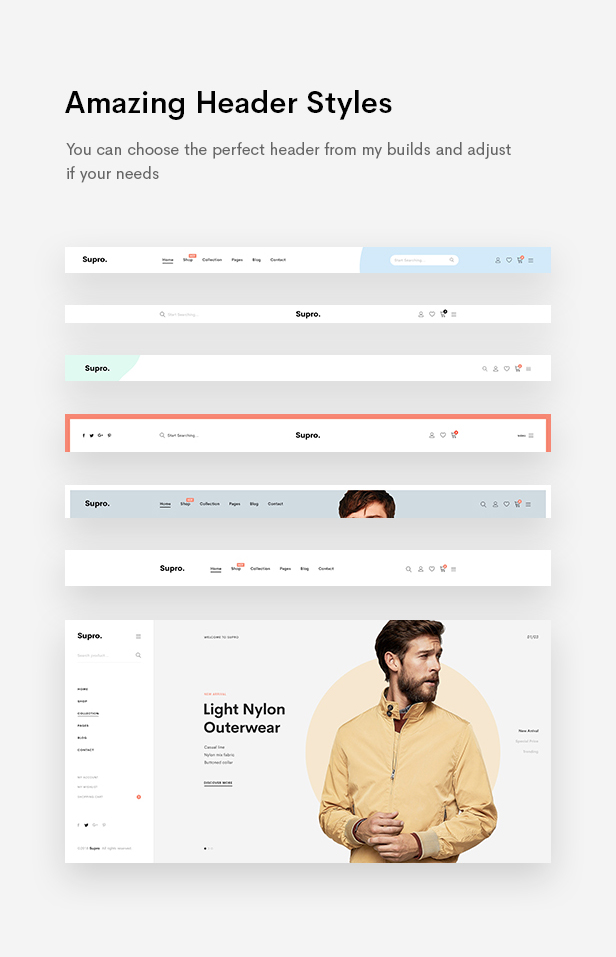 Amazing Header Styles
You can choose the perfect header from my builds and adjust
if your needs
Supro. Home Shop HOT Collection Pages Blog Contact Start Searching...
Start Searching... Supro.
Supro.
Start Searching... Supro. MENU
Supro. Home Shop HOT Collection Pages Blog Contact
Supro. Home Shop HOT Collection Pages Blog Contact
Supro.
HOME
SHOP
COLLECTION
PAGES
BLOG
CONTACT
MY ACCOUNT
MY WISHLIST
SHOPPING CART
Supro. All rights reserved
WELCOME TO SUPRO
01/03
NEW ARRIVAL
Light Nylon
Outerwear
Casual line
Nylon mix fabric
Buttoned collar
DISCOVER MORE
New Arrival
Trending